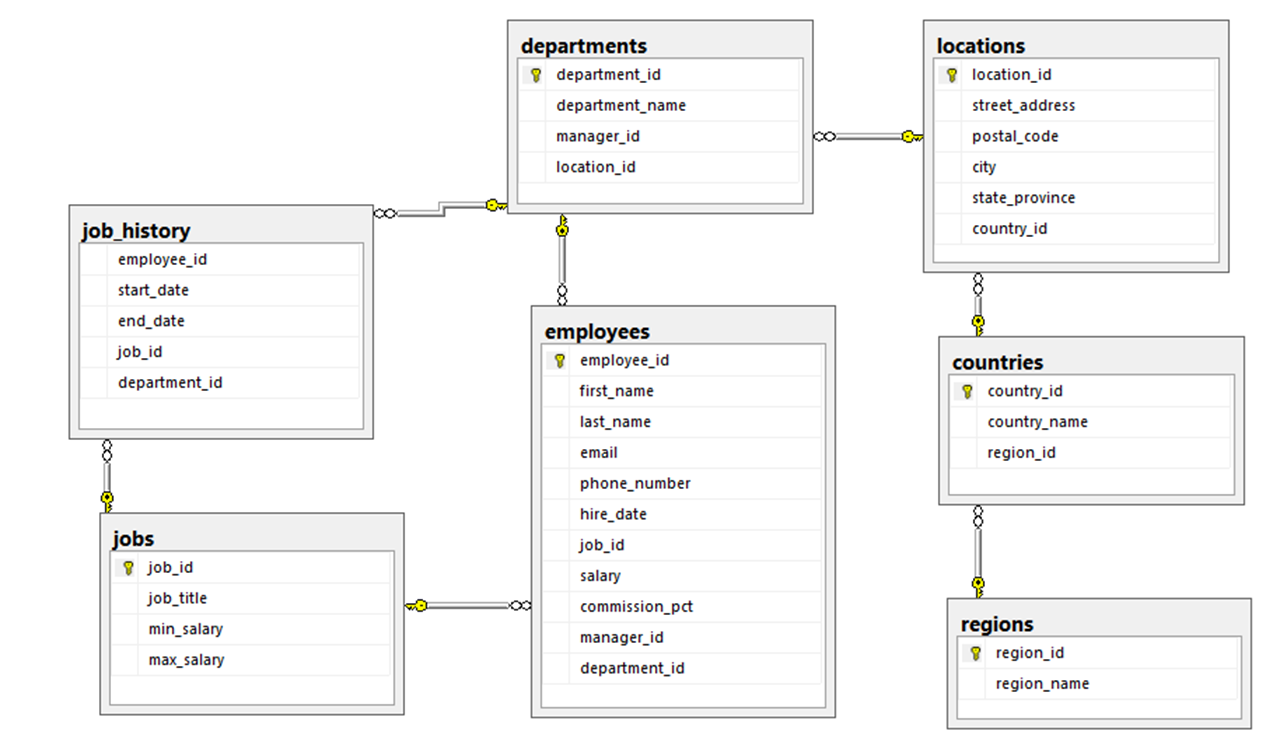 departments
department_id
department_name
manager_id
location_id
locations
location_id
street_address
postal_code
city
state_province
country_id
job_history
employee_id
start_date
end_date
job_id
department_id
employees
employee_id
first_name
last_name
email
phone_number
hire_date
job_id
salary
commission_pct
manager_id
department_id
countries
country_id
country_name
region_id
jobs
job_id
job_title
min_salary
max_salary
regions
region_id
region_name